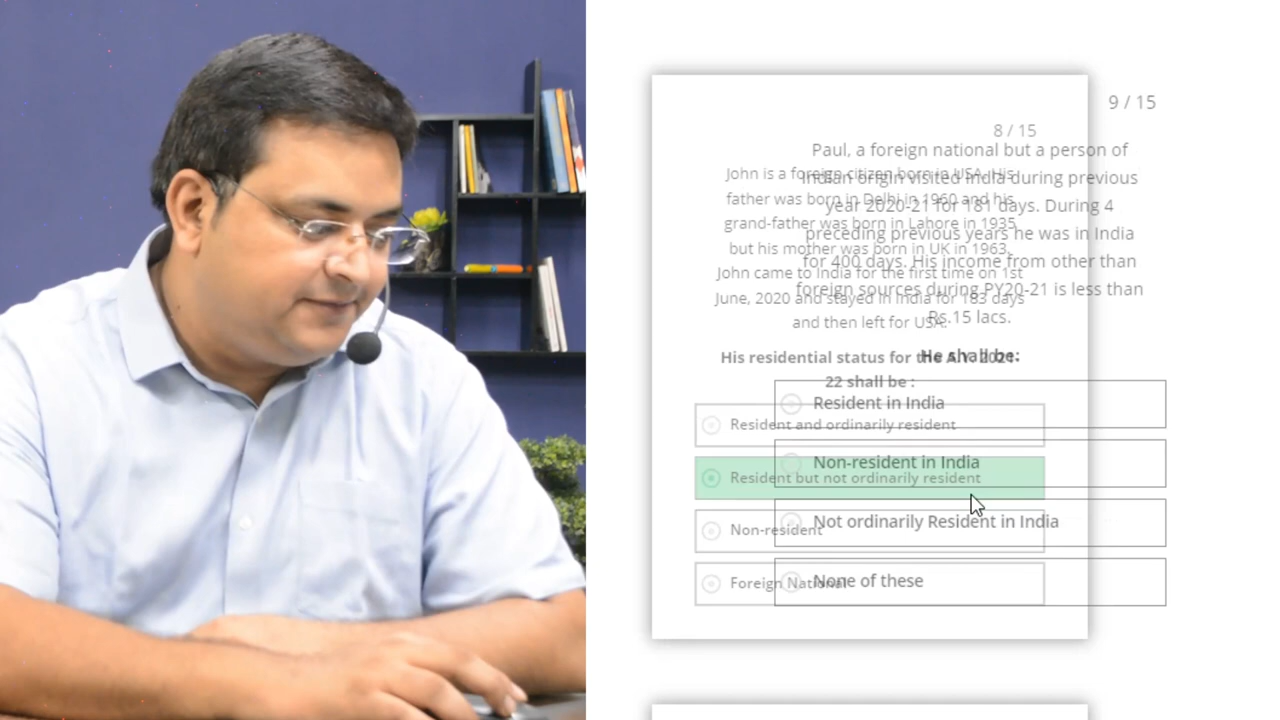 9 / 15
Paul, a foreign national but a person of
Indian origin visited India during previous
year 2020-21 for 181 days. During 4
preceding previous years he was in India
for 400 days. His income from other than
foreign sources during PY20-21 is less than
Rs.15 lacs.
He shall be:
Resident in India
Non-resident in India
Not ordinarily Resident in India
None of these
8 / 15
John is a foreign citizen born in USA. His
father was born in Delhi in 1960 and his
grand-father was born in Lahore in 1935
but his mother was born in UK in 1963.
John came to India for the first time on 1st
June, 2020 and stayed in India for 183 days
and then left for USA.
His residential status for the A.Y. 2021-
22 shall be :
Resident and ordinarily resident
Resident but not ordinarily resident
Non-resident
Foreign National